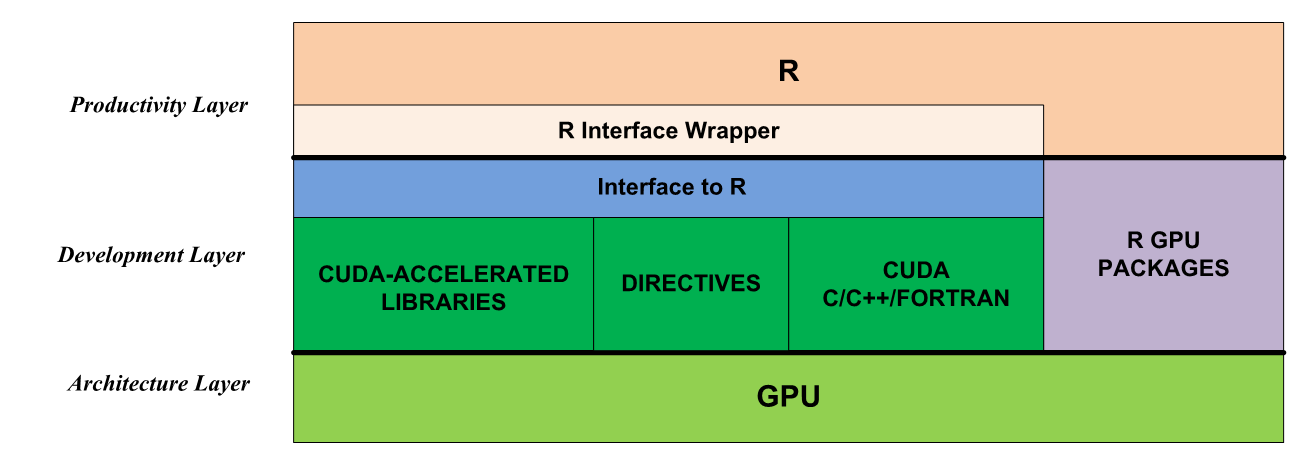 R
Productivity Layer
R Interface Wrapper
Interface to R
Development Layer
CUDA-ACCELERATED
LIBRARIES
DIRECTIVES
CUDA
C/C++/FORTRAN
R GPU
PACKAGES
Architecture Layer
GPU